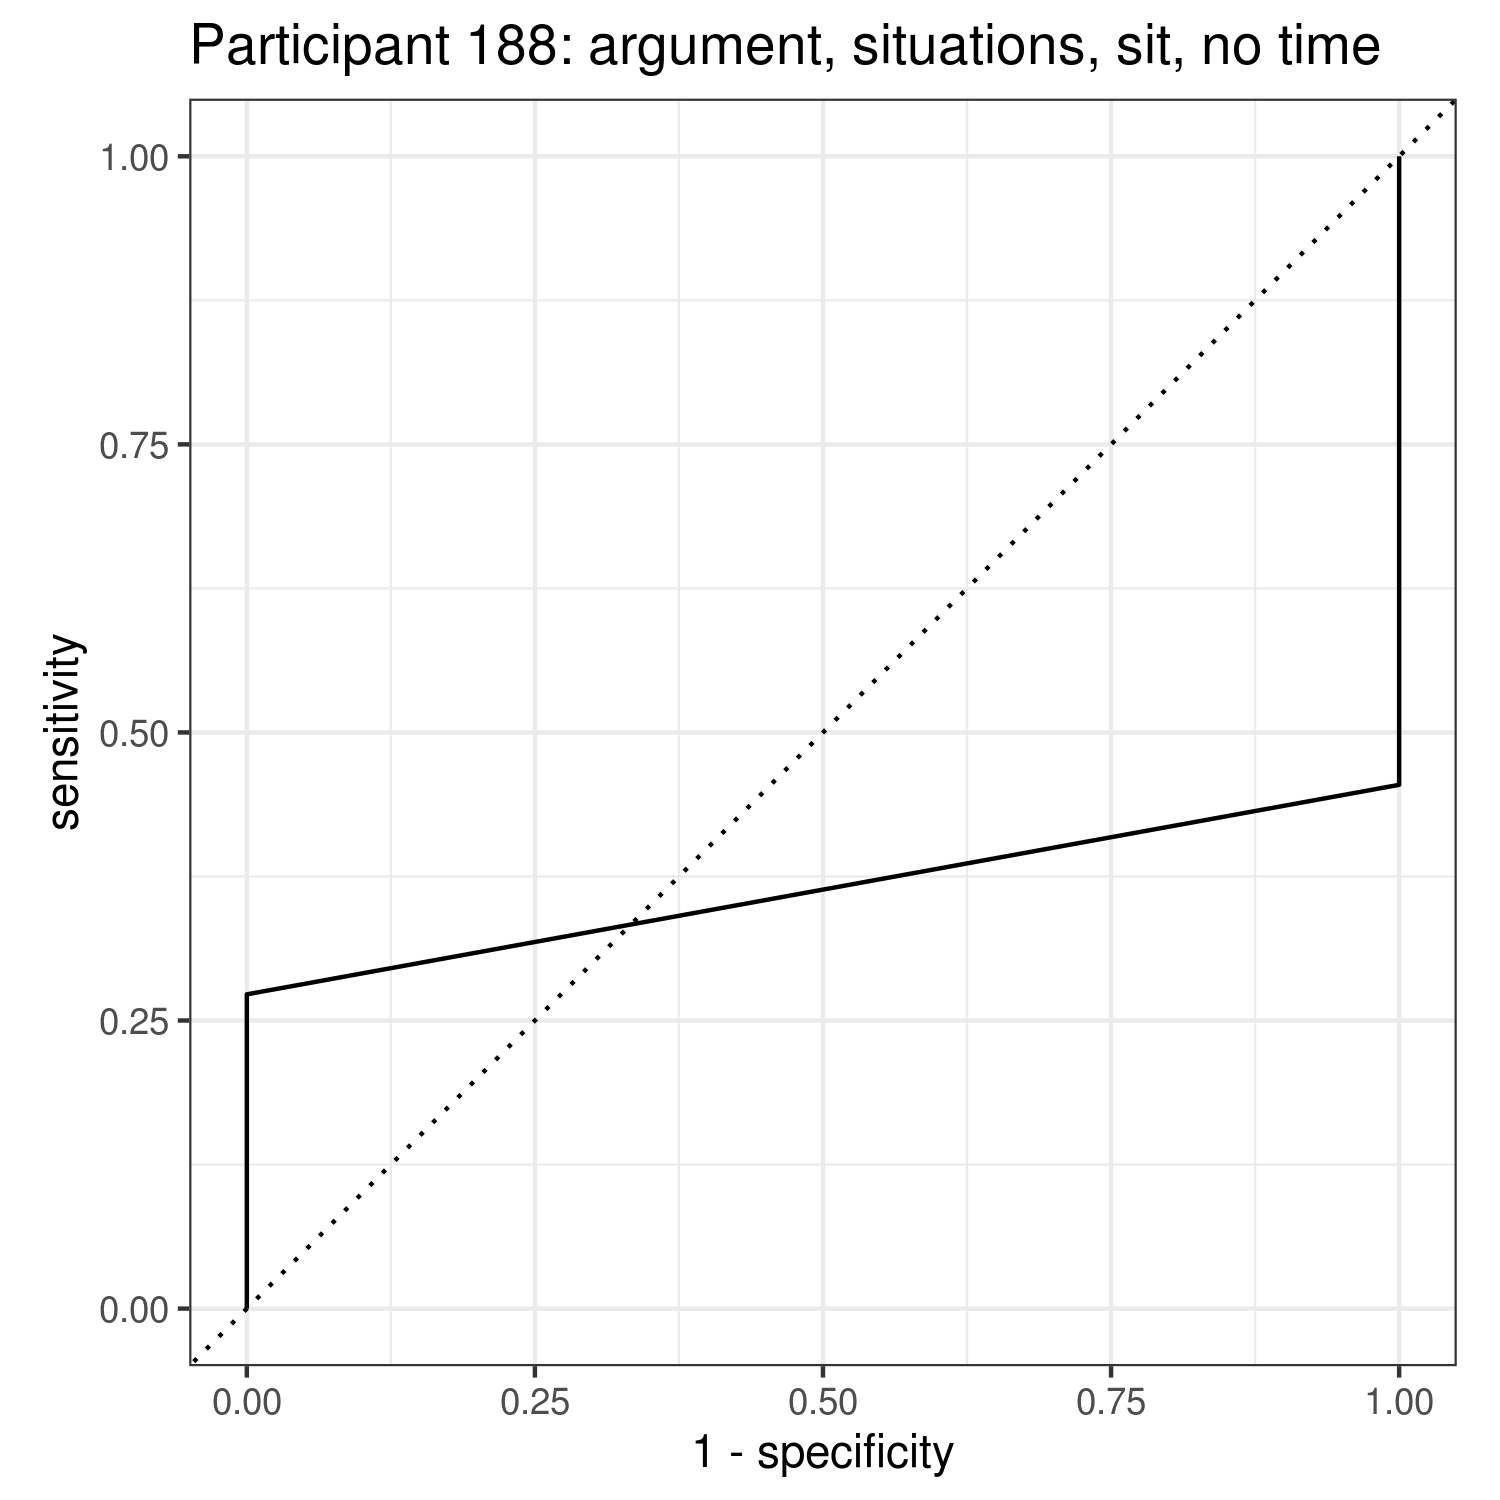 Participant 188: argument, situations, sit, no time
1.00
0.75
0.50
0.25
0.00
sensitivity
0.00 0.25 0.50 0.75 1.00
1 - specificity